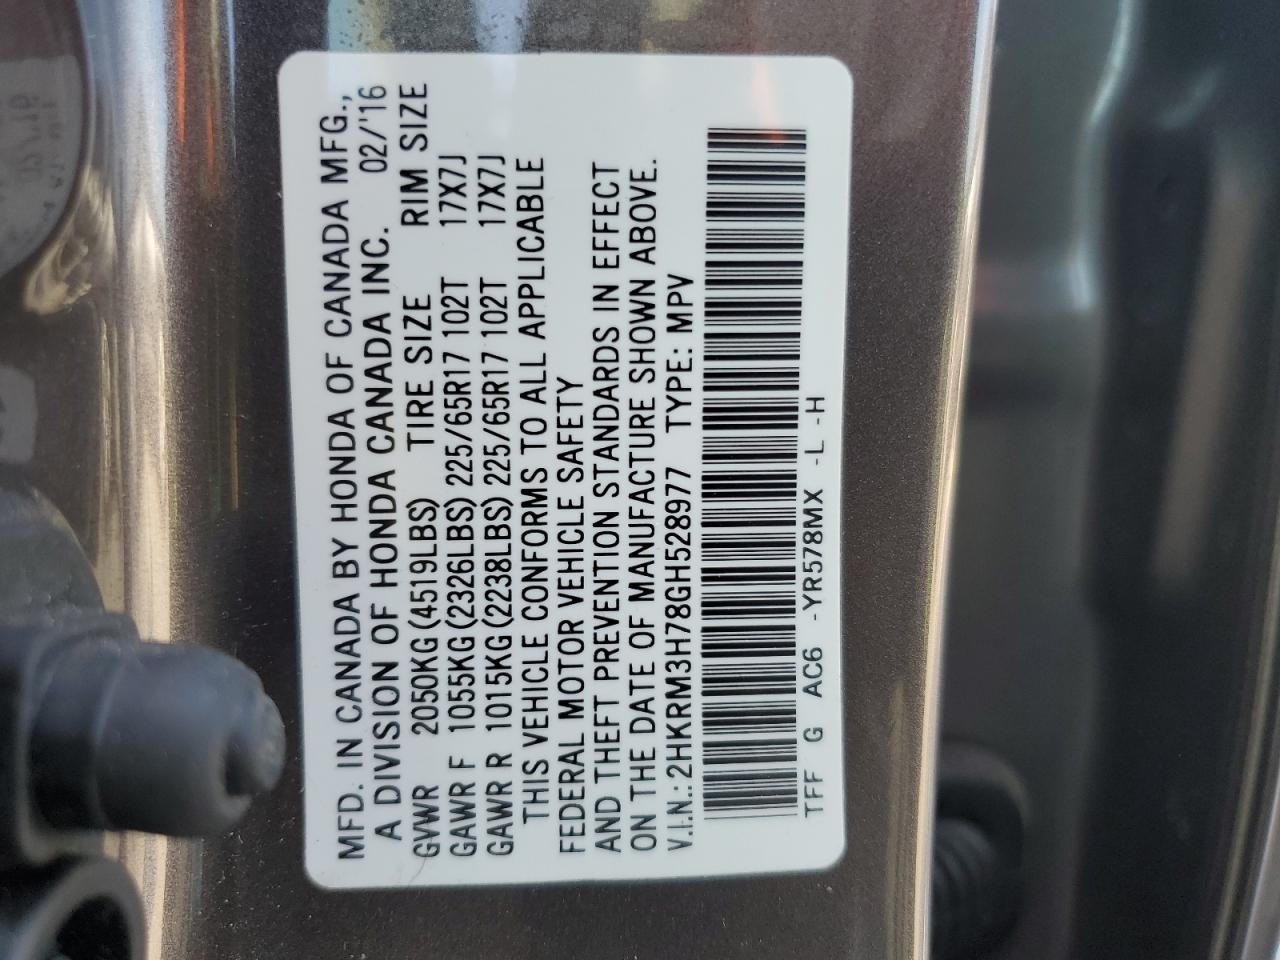 MFD. IN CANADA BY HONDA OF CANADA MFG.,
A DIVISION OF HONDA CANADA INC. 02/'16
GVWR 2050KG(4519LBS) TIRE SIZE RIM SIZE
GAWR F 1055KG(2326LBS) 225/65R17 102T 17X7J
GAWR R 1015KG(2238LBS) 225/65R17 102T 17X7J
THIS VEHICLE CONFORMS TO ALL APPLICABLE
FEDERAL MOTOR VEHICLE SAFETY
AND THEFT PREVENTION STANDARDS IN EFFECT
ON THE DATE OF MANUFACTURE SHOWN ABOVE.
V.I.N.:2HKRM3H78GH528977 TYPE: MPV
TFF G AC6 -YR578MX -L -H